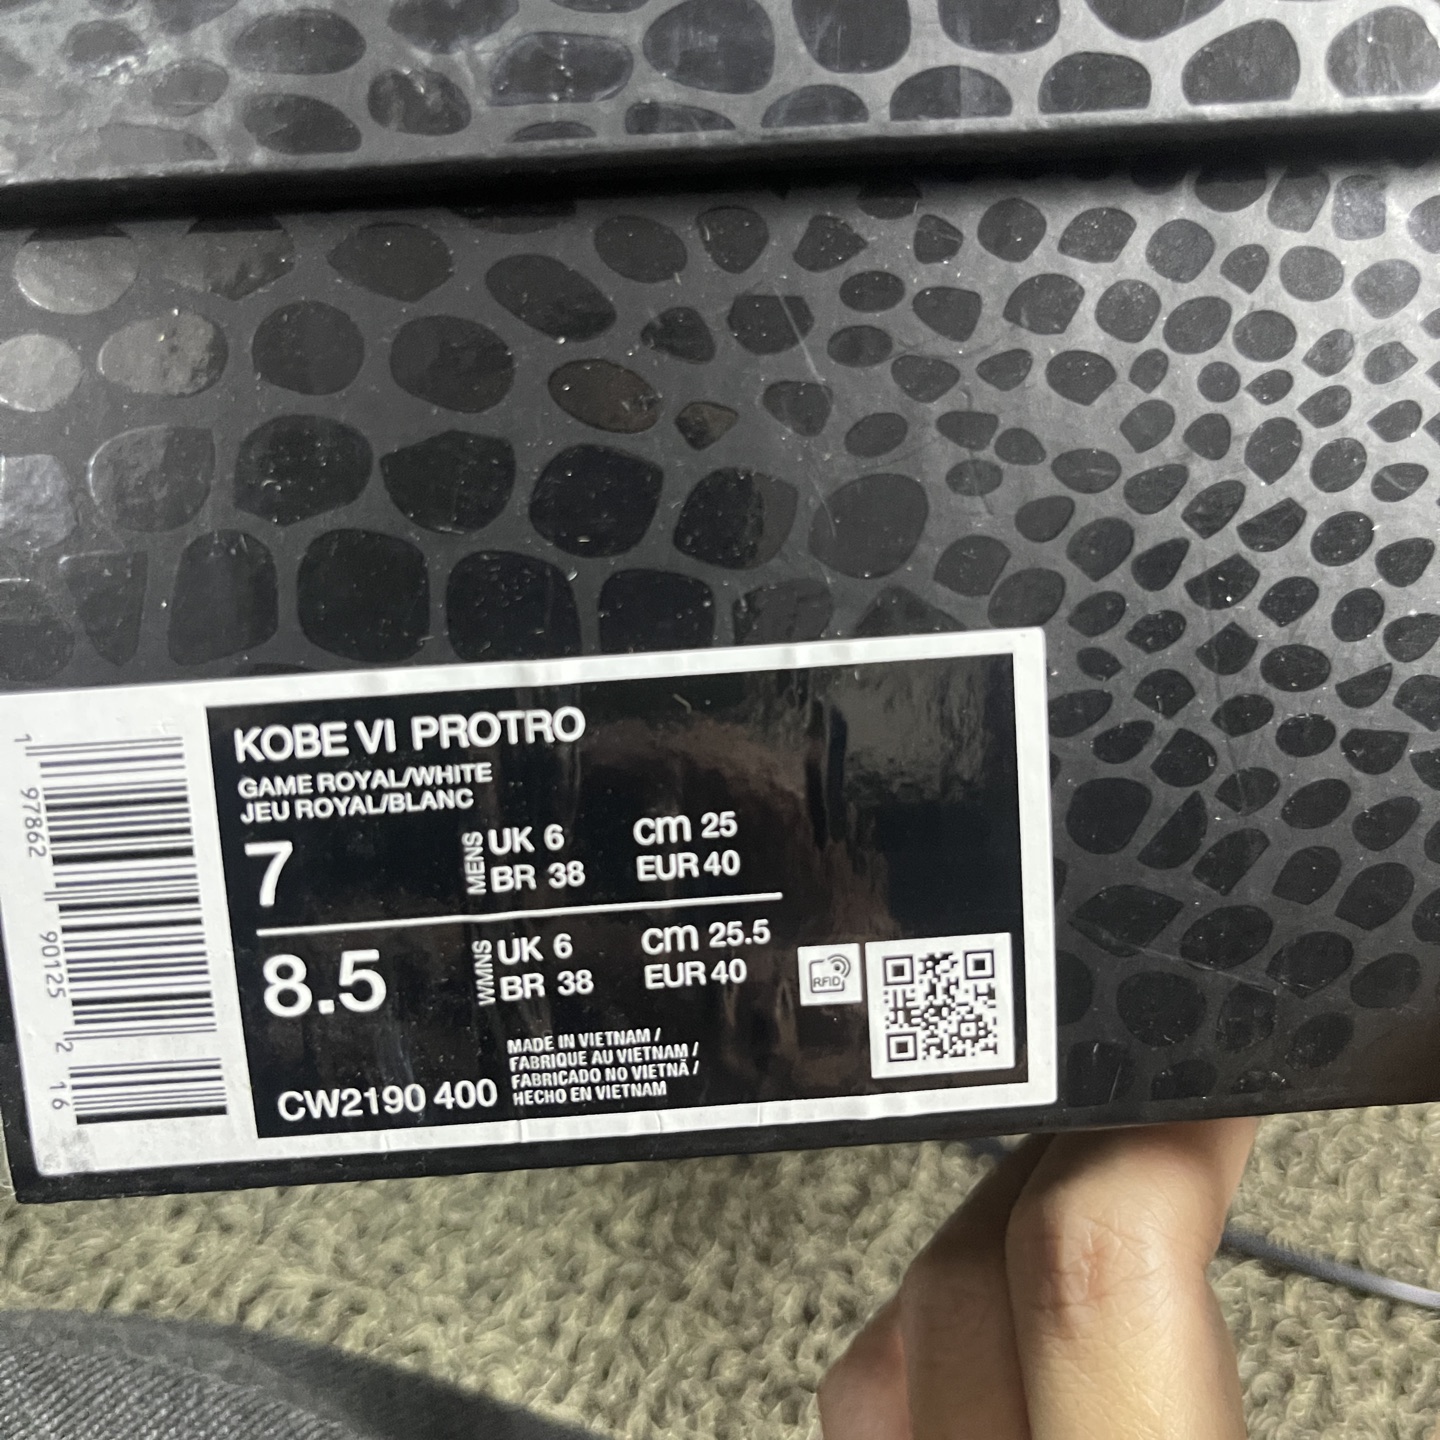 KOBE VI PROTRO
GAME ROYAL/WHITE
JEU ROYAL/BLANC
7 MENS UK 6 cm 25
BR 38 EUR 40
8.5 WMNS UK 6 cm 25.5
BR 38 EUR 40
MADE IN VIETNAM /
FABRIQUE AU VIETNAM /
FABRICADO NO VIETNÃ /
HECHO EN VIETNAM
CW2190 400
RFID
1 97862 90125 2 16